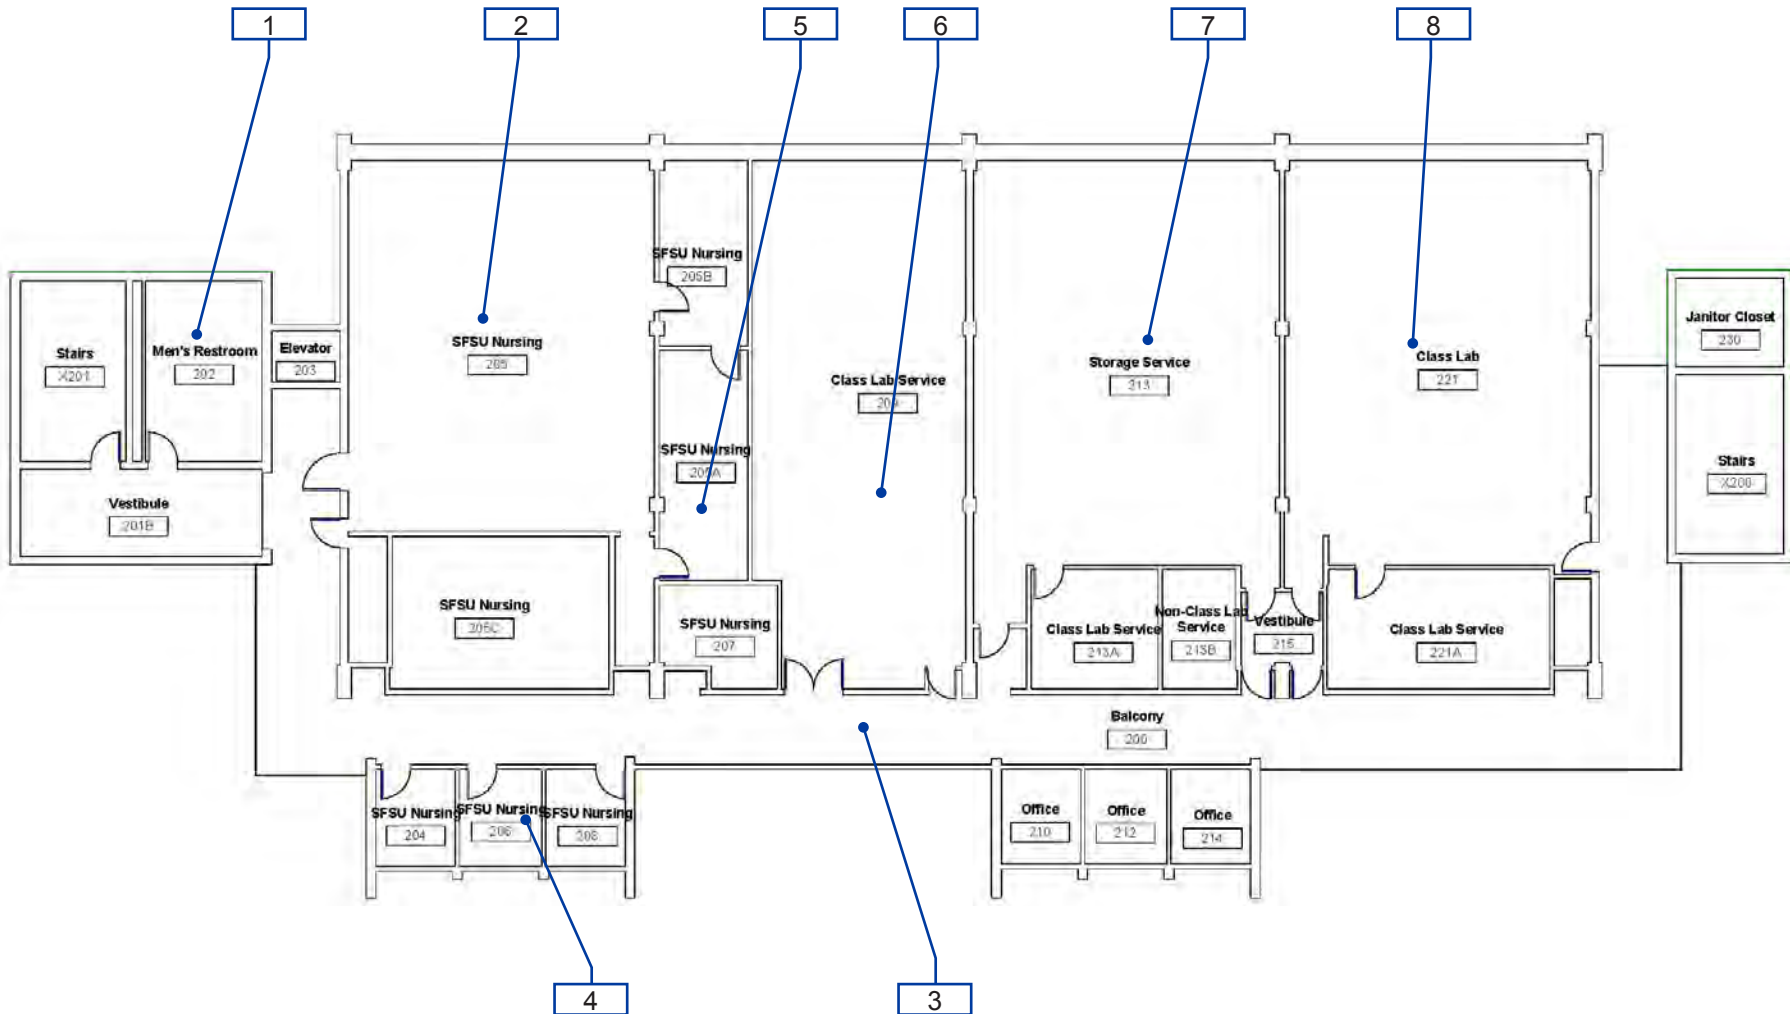 1
2
5
6
7
8
SFSU Nursing
205B
Stairs
X201
Men's Restroom
202
Elevator
203
SFSU Nursing
205
Class Lab Service
Storage Service
213
Class Lab
221
Janitor Closet
230
SFSU Nursing
205A
Stairs
X200
Vestibule
201B
SFSU Nursing
205C
SFSU Nursing
207
Class Lab Service
213A
Non-Class Lab
Service
213B
Vestibule
215
Class Lab Service
221A
Balcony
200
SFSU Nursing
204
SFSU Nursing
206
SFSU Nursing
208
Office
210
Office
212
Office
214
4
3